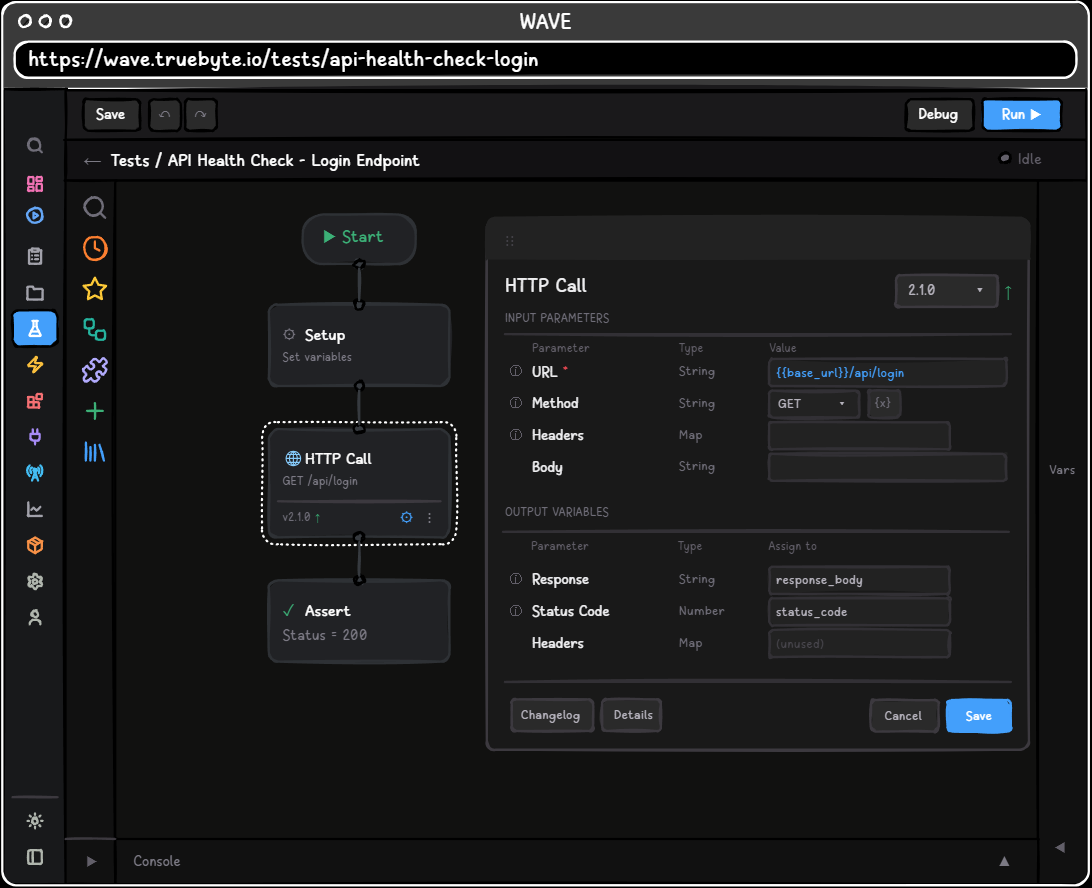 WAVE
https://wave.truebyte.io/tests/api-health-check-login
Save
Debug
Run ▶
← Tests / API Health Check - Login Endpoint
Idle
▶ Start
Setup
Set variables
HTTP Call
GET /api/login
v2.1.0 ↑
✓ Assert
Status = 200
HTTP Call
2.1.0 ↑
INPUT PARAMETERS
Parameter Type Value
URL * String {{base_url}}/api/login
Method String GET {x}
Headers Map
Body String
OUTPUT VARIABLES
Parameter Type Assign to
Response String response_body
Status Code Number status_code
Headers Map (unused)
Changelog Details Cancel Save
Vars
Console